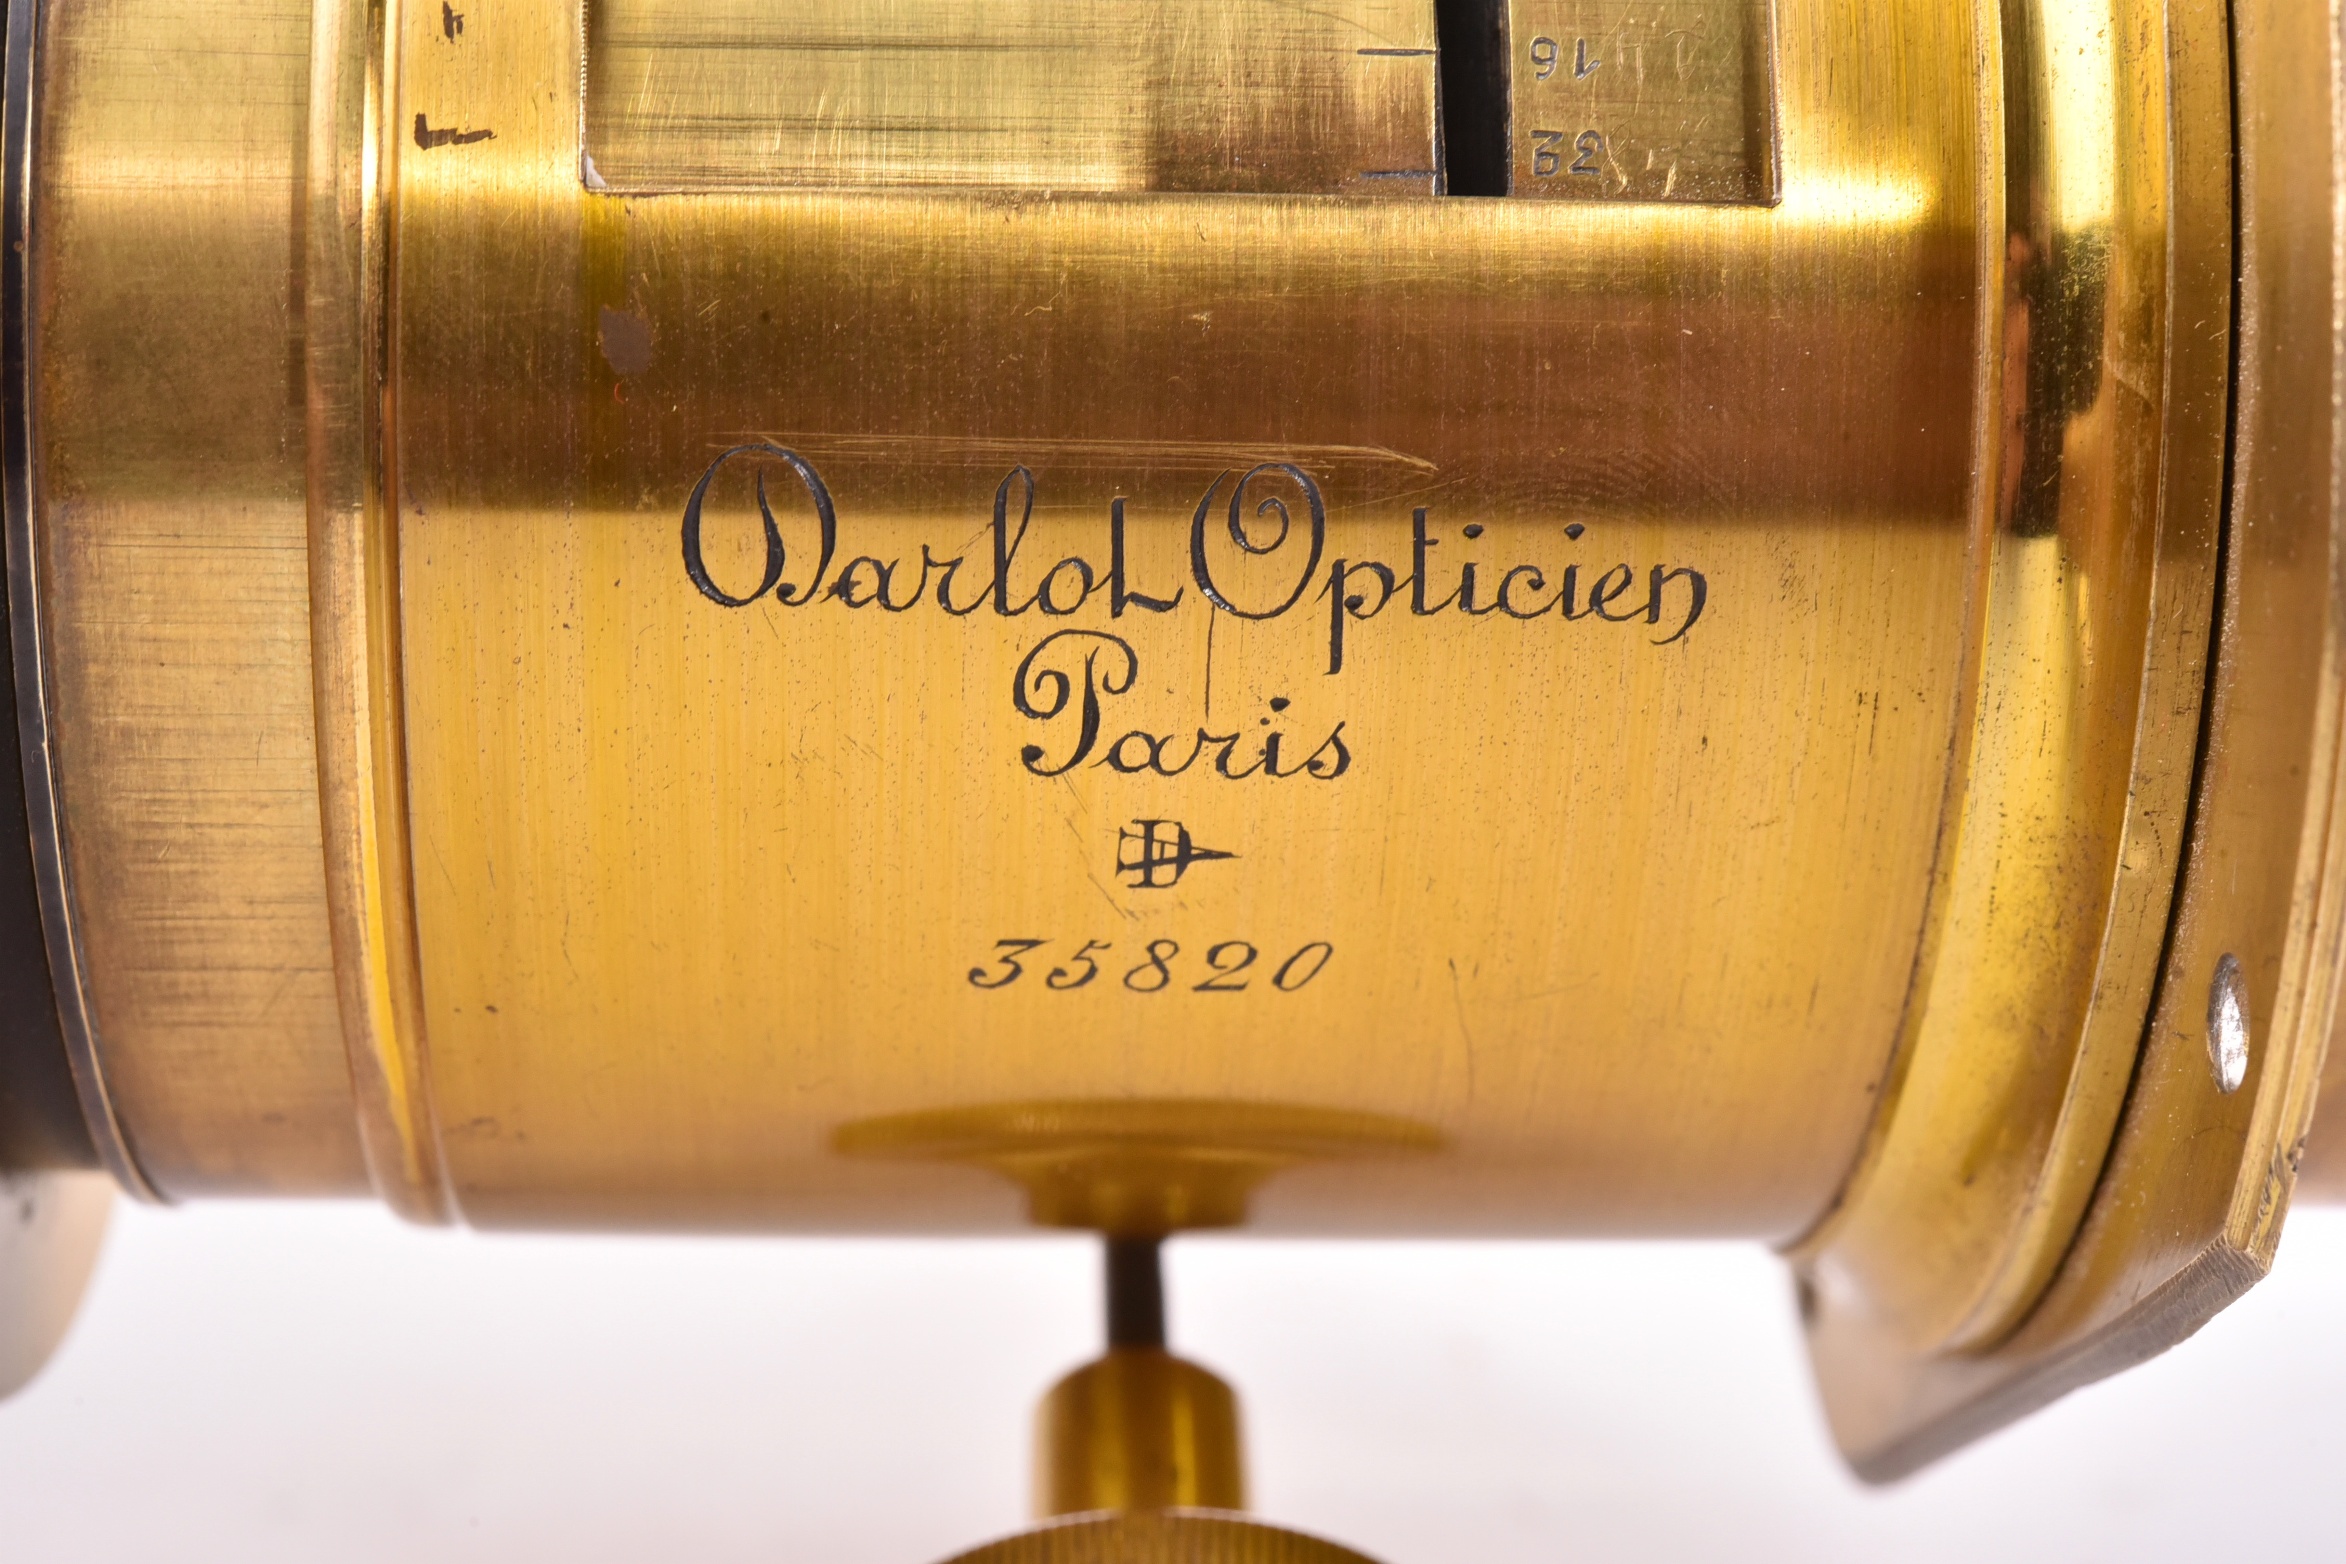 16
32
Darlot Opticien
Paris
D
35820